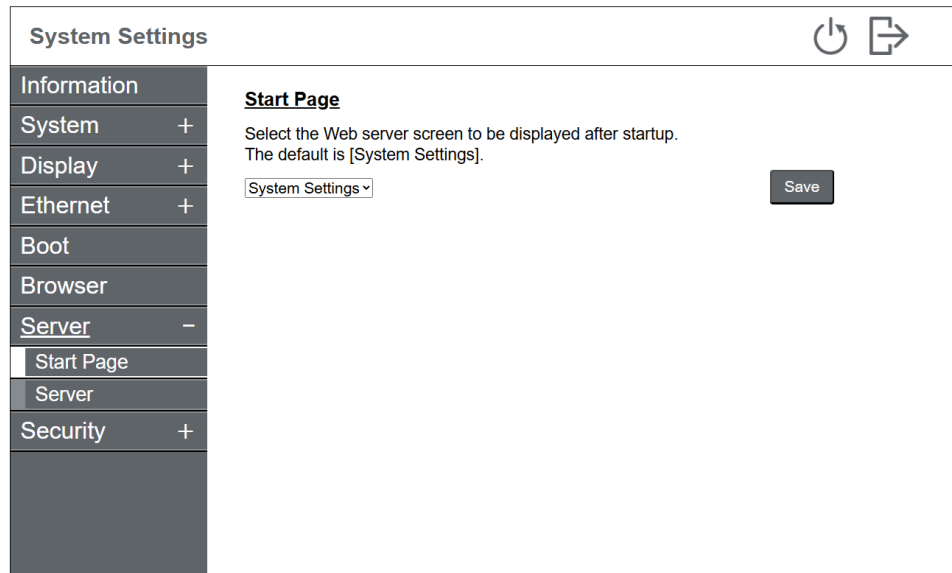 System Settings
Information
System +
Display +
Ethernet +
Boot
Browser
Server −
Start Page
Server
Security +
Start Page
Select the Web server screen to be displayed after startup.
The default is [System Settings].
System Settings
Save